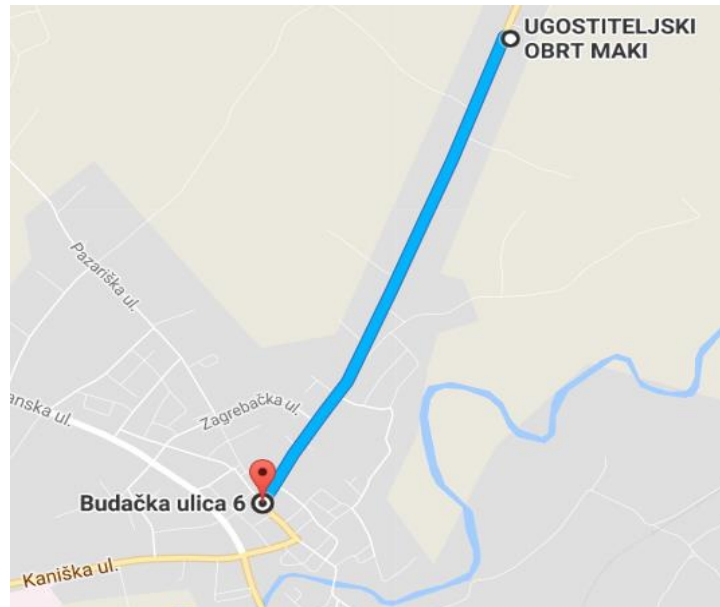 UGOSTITELJSKI
OBRT MAKI
Pazariška ul.
anska ul.
Zagrebačka ul.
Budačka ulica 6
Kaniška ul.